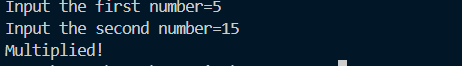 Input the first number=5
Input the second number=15
Multiplied!